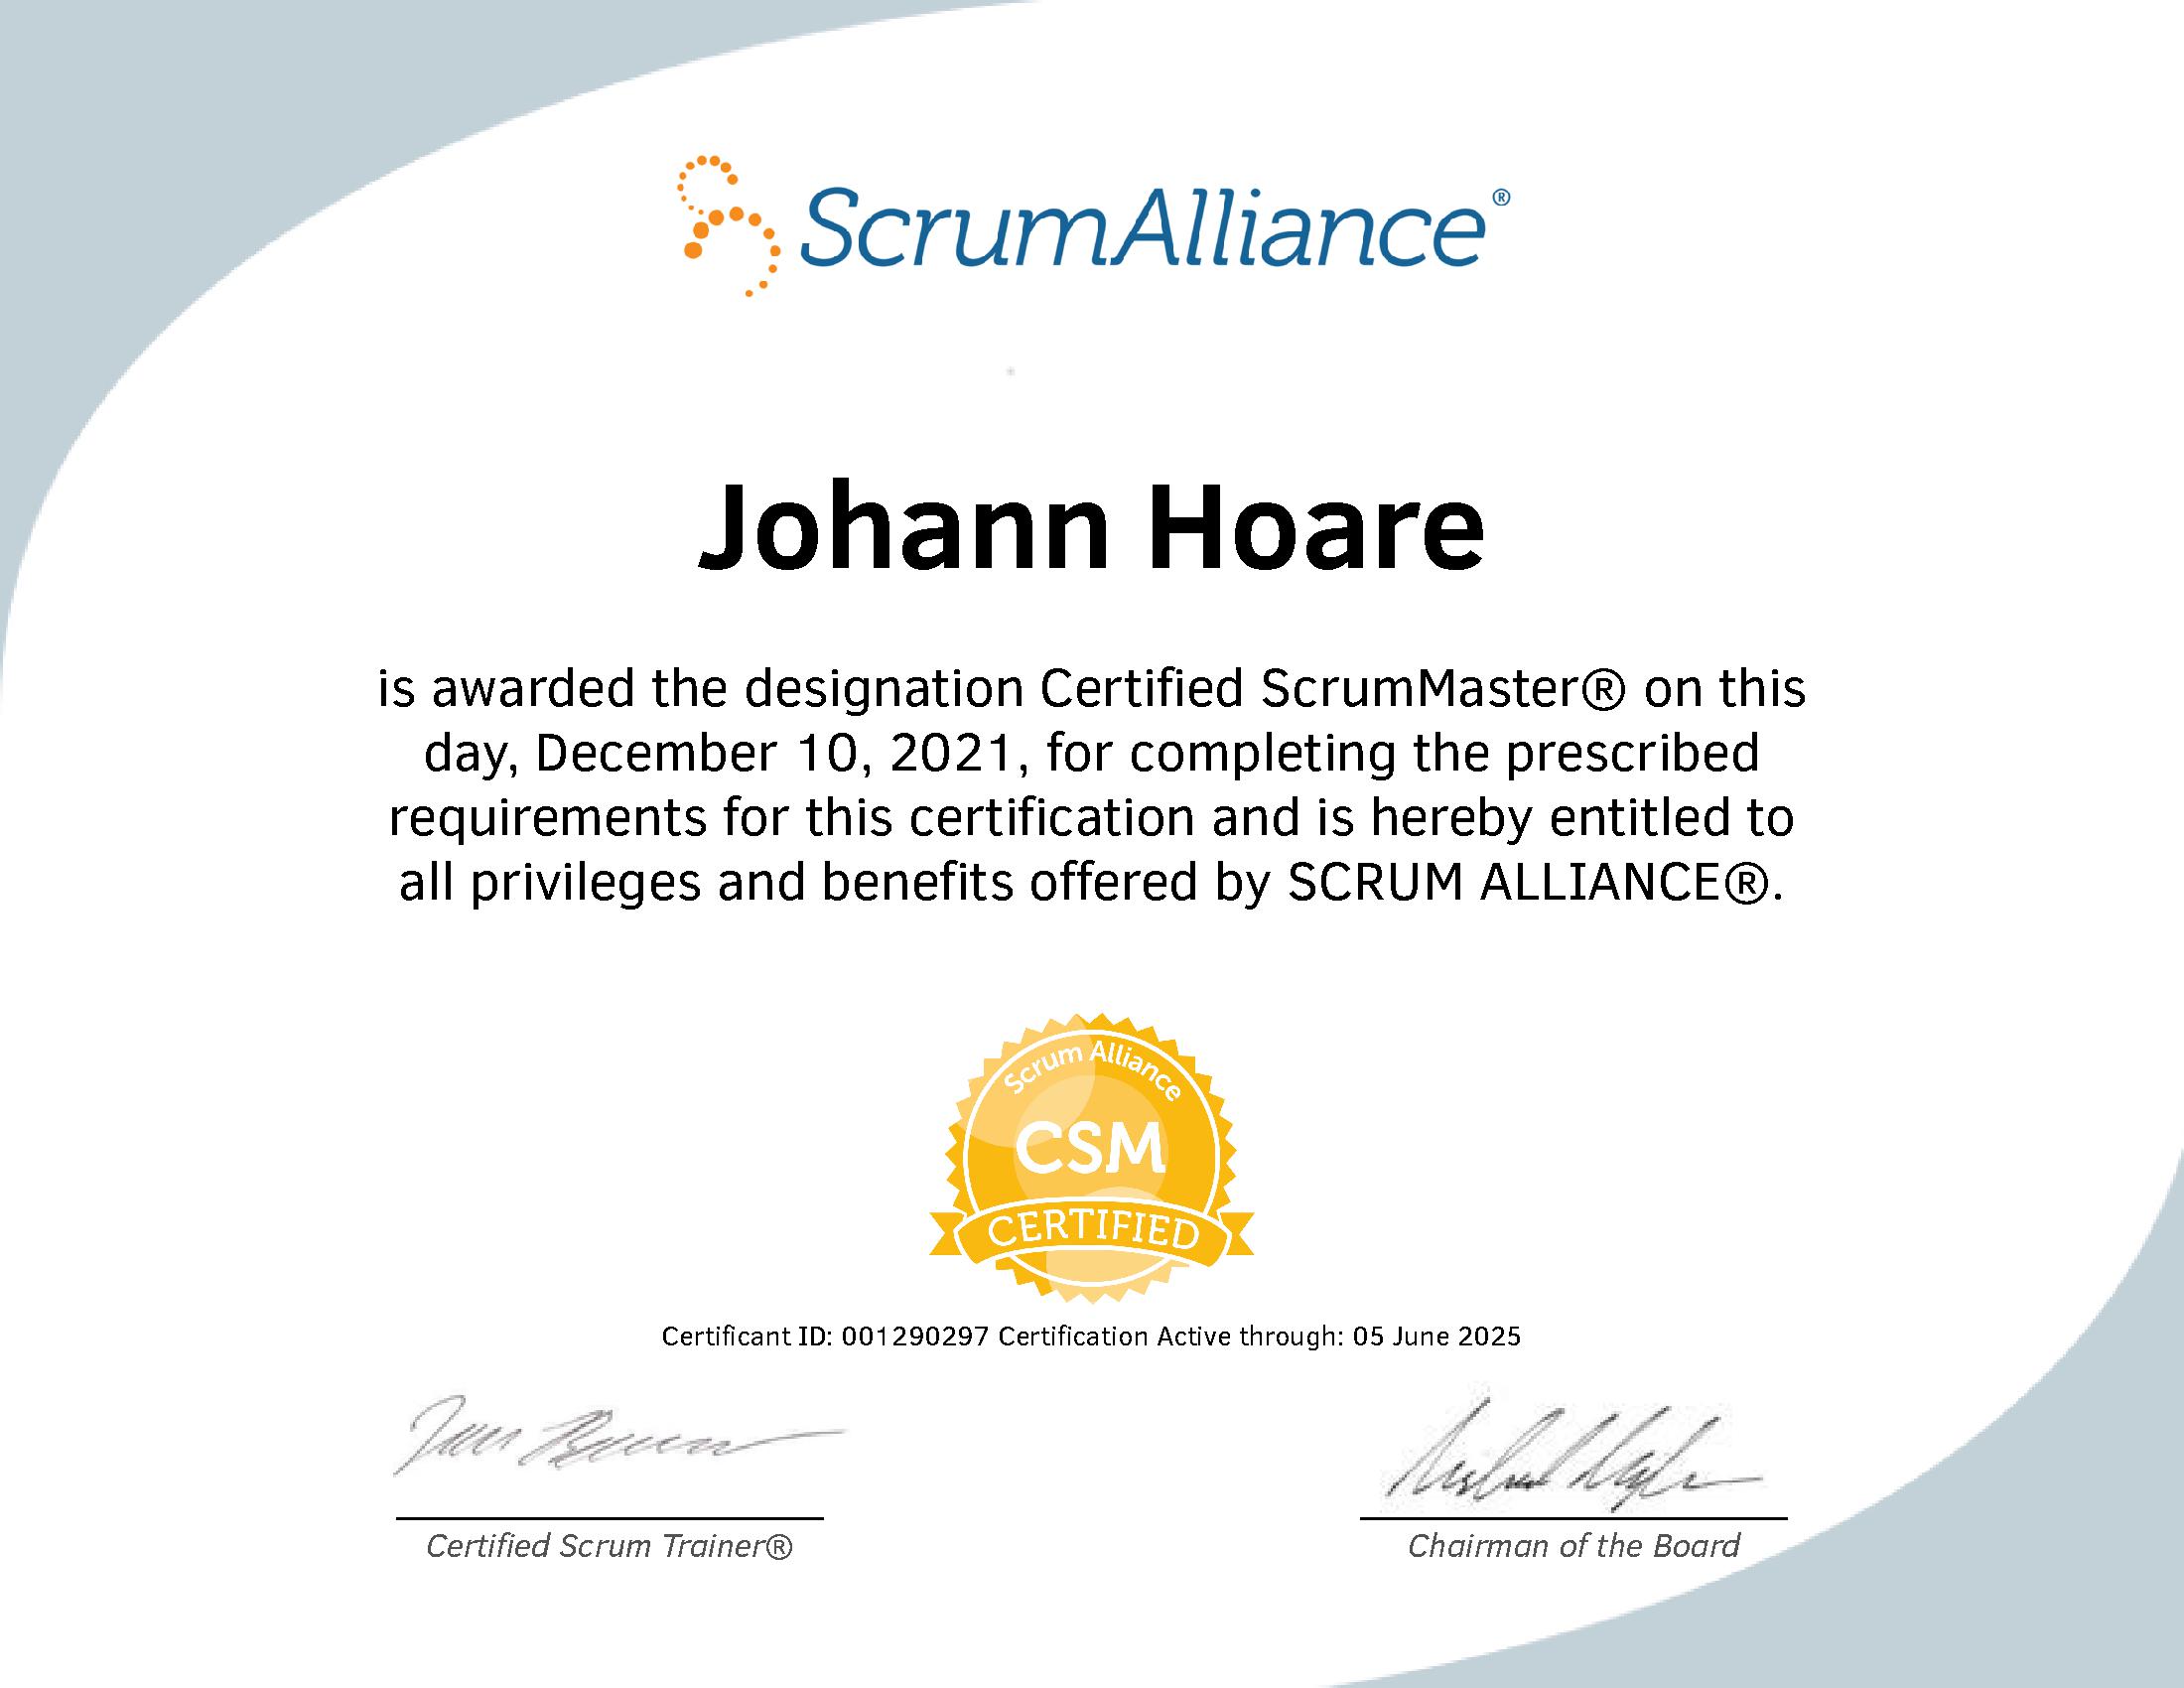 ScrumAlliance®
Johann Hoare
is awarded the designation Certified ScrumMaster® on this
day, December 10, 2021, for completing the prescribed
requirements for this certification and is hereby entitled to
all privileges and benefits offered by SCRUM ALLIANCE®.
Scrum Alliance
CSM
CERTIFIED
Certificant ID: 001290297 Certification Active through: 05 June 2025
Certified Scrum Trainer®
Chairman of the Board